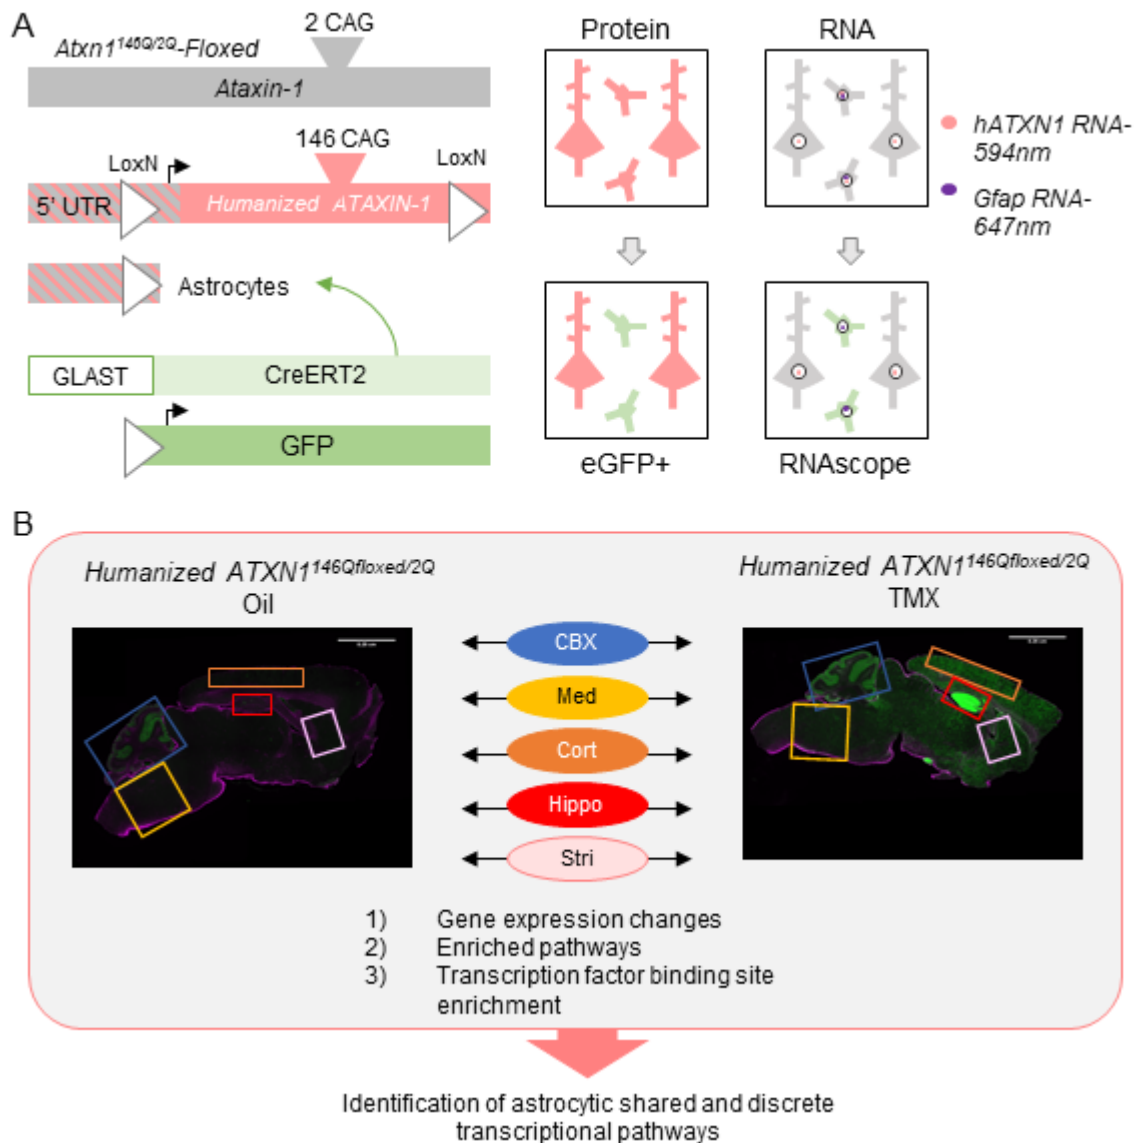 A
2 CAG
Atxn1146Q/2Q-Floxed
Ataxin-1
146 CAG
LoxN
LoxN
5' UTR
Humanized ATAXIN-1
Astrocytes
GLAST
CreERT2
GFP
Protein
RNA
hATXN1 RNA-
594nm
Gfap RNA-
647nm
eGFP+
RNAscope
B
Humanized ATXN1146Qfloxed/2Q
Oil
Humanized ATXN1146Qfloxed/2Q
TMX
CBX
Med
Cort
Hippo
Stri
1) Gene expression changes
2) Enriched pathways
3) Transcription factor binding site
enrichment
Identification of astrocytic shared and discrete
transcriptional pathways